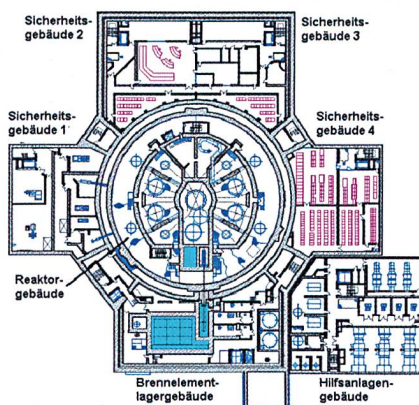 Sicherheits-
gebäude 2
Sicherheits-
gebäude 3
Sicherheits-
gebäude 1
Sicherheits-
gebäude 4
Reaktor-
gebäude
Brennelement-
lagergebäude
Hilfsanlagen-
gebäude